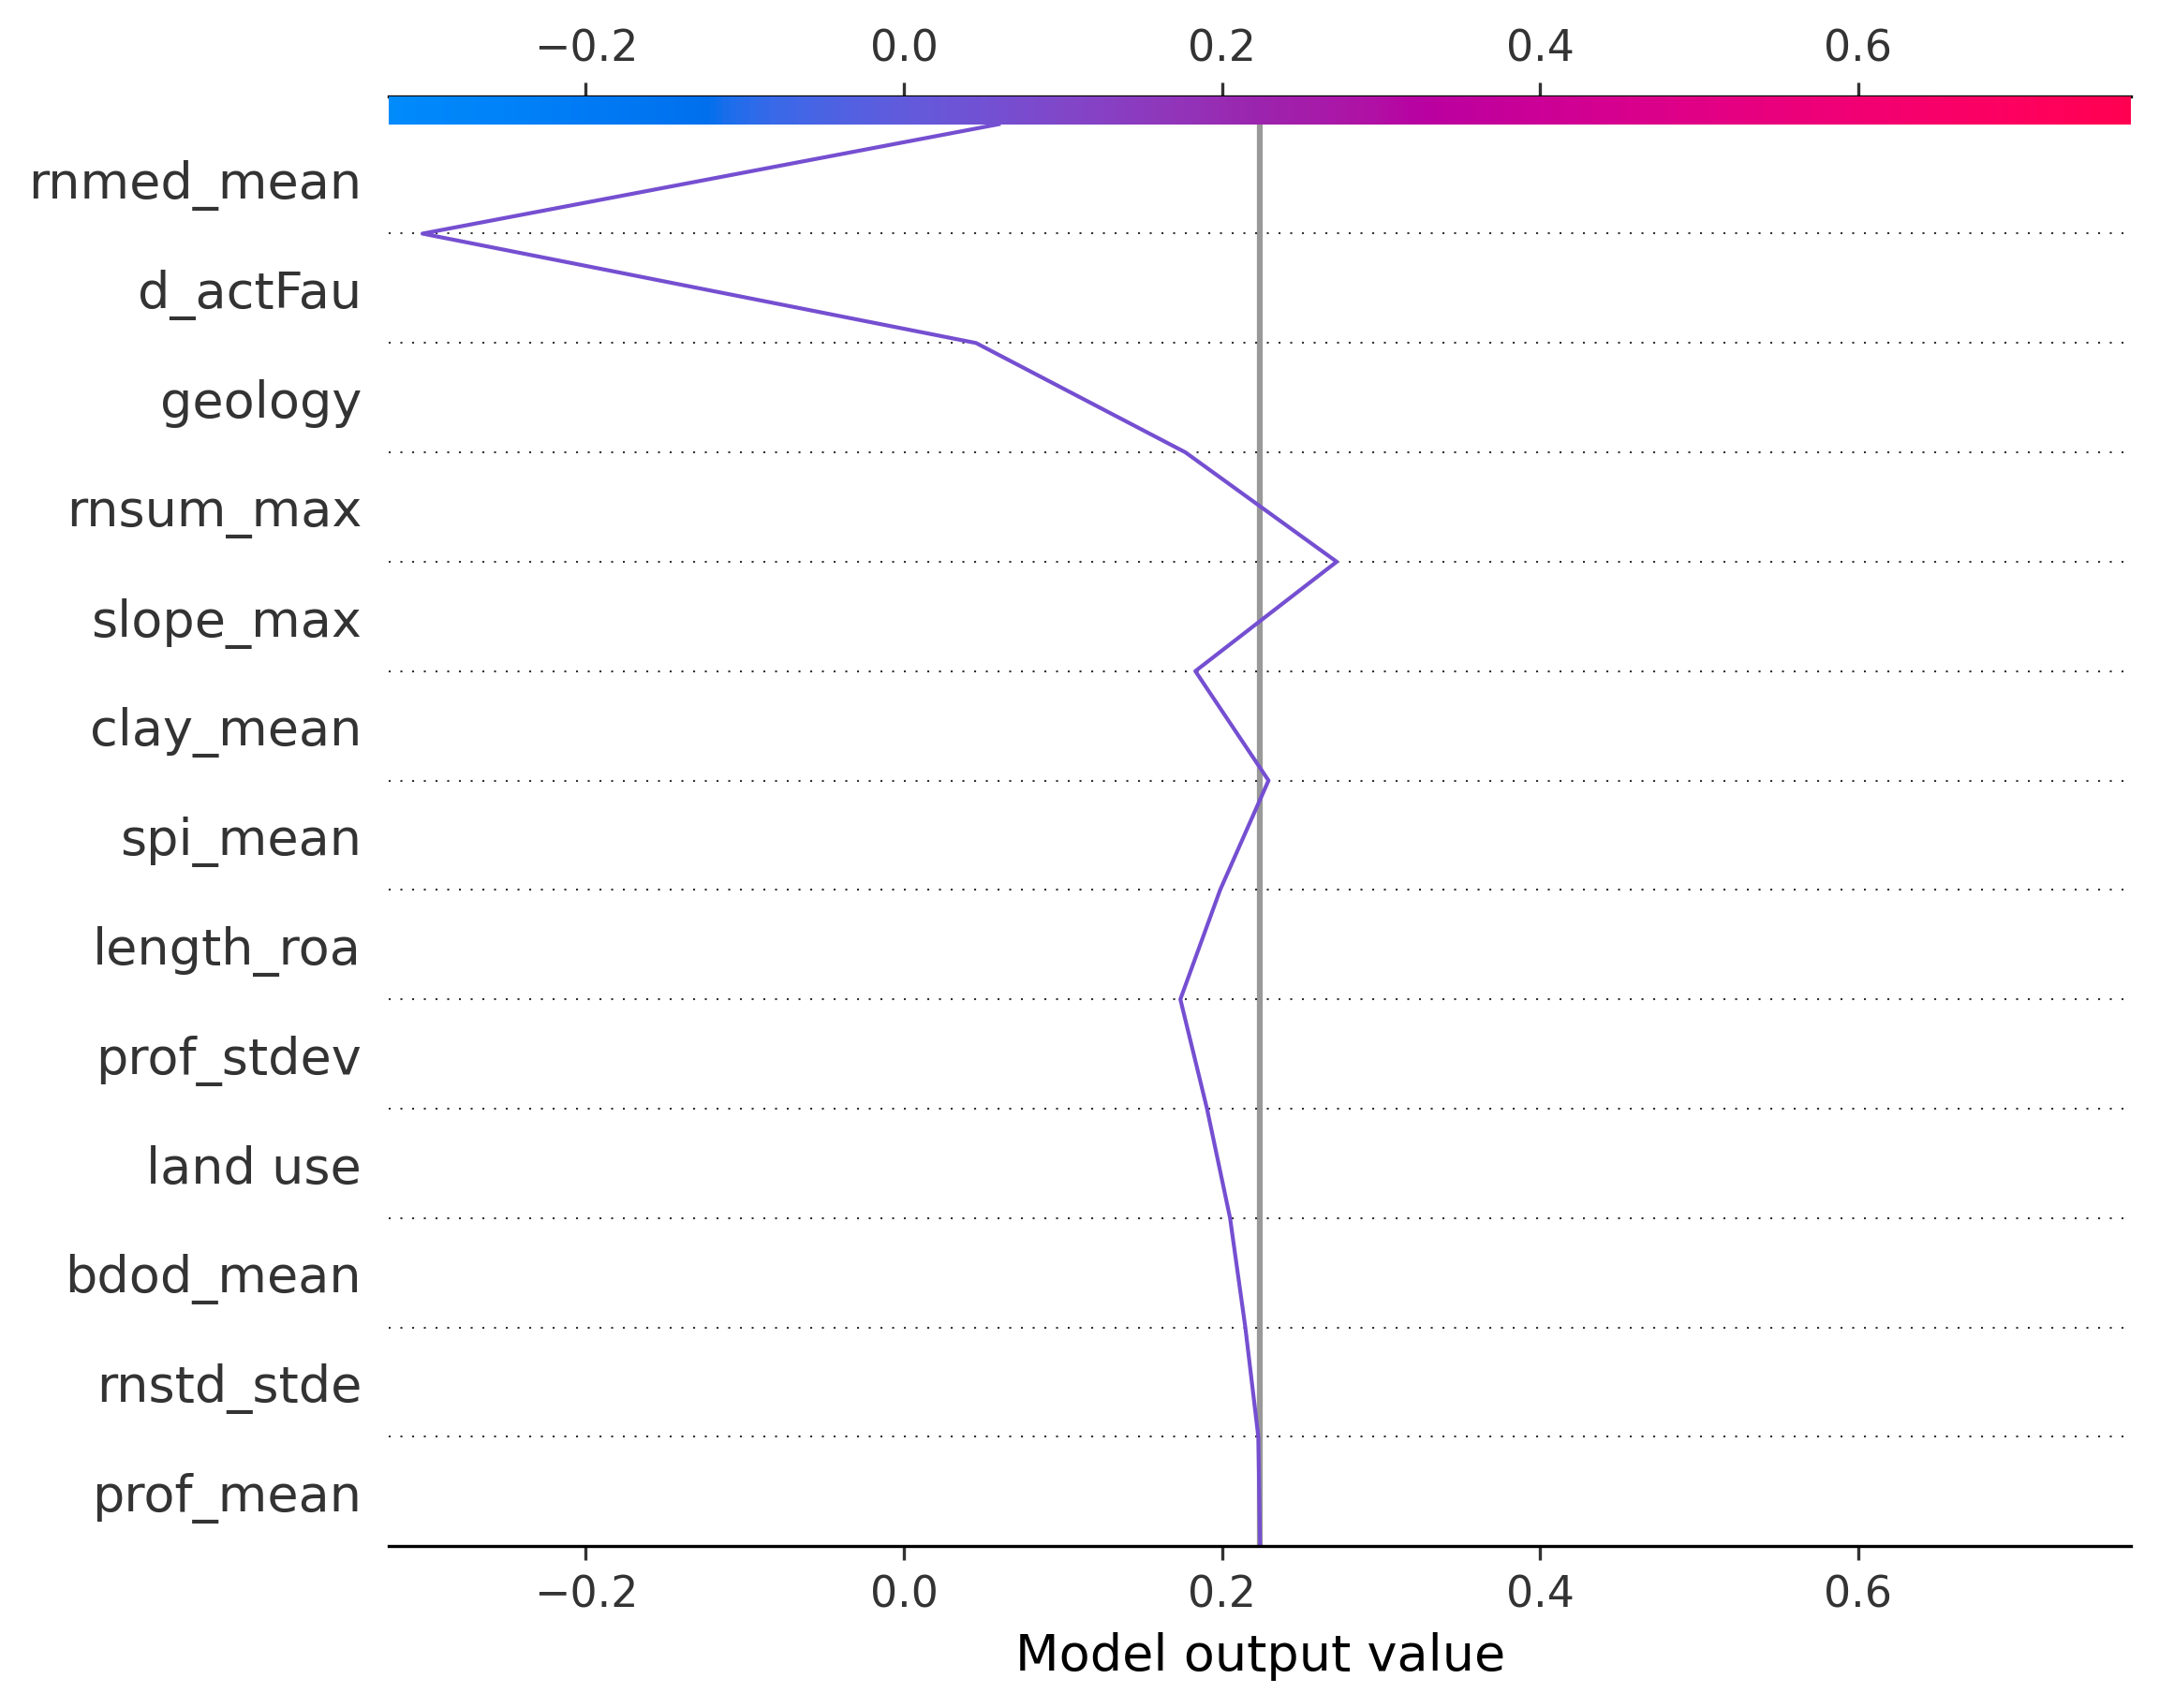 −0.2 0.0 0.2 0.4 0.6
rnmed_mean
d_actFau
geology
rnsum_max
slope_max
clay_mean
spi_mean
length_roa
prof_stdev
land use
bdod_mean
rnstd_stde
prof_mean
−0.2 0.0 0.2 0.4 0.6
Model output value